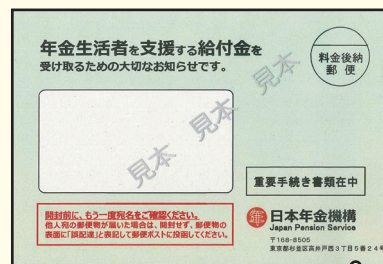 年金生活者を支援する給付金を
受け取るための大切なお知らせです。
料金後納
郵便
見本
見本
見本
重要手続き書類在中
開封前に、もう一度宛名をご確認ください。
他人宛の郵便物が届いた場合は、開封せず、郵便物の
表面に「誤配達」と表記して郵便ポストに投函してください。
日本年金機構
Japan Pension Service
〒168-8505
東京都杉並区高井戸西3丁目5番24号